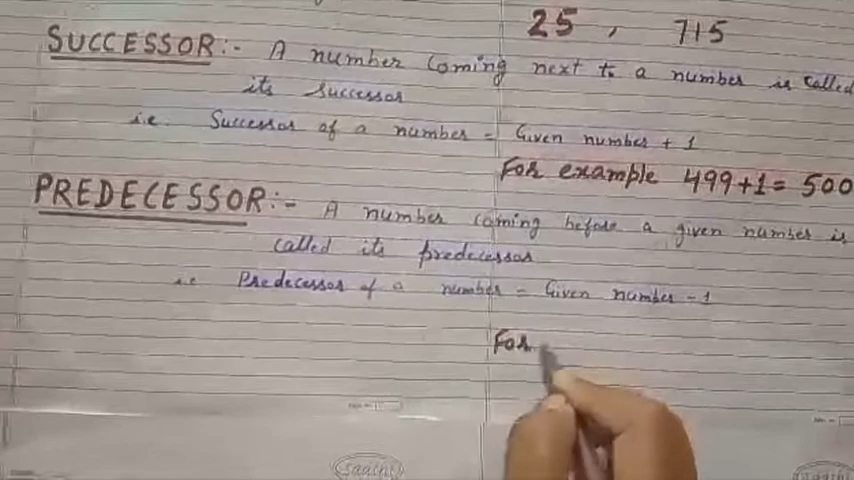 25 , 715
SUCCESSOR:- A number coming next to a number is called
its successor
i.e. Successor of a number = Given number + 1
For example 499+1= 500
PREDECESSOR:- A number coming before a given number is
called its predecessor
i.e Predecessor of a number = Given number - 1
For
saachi